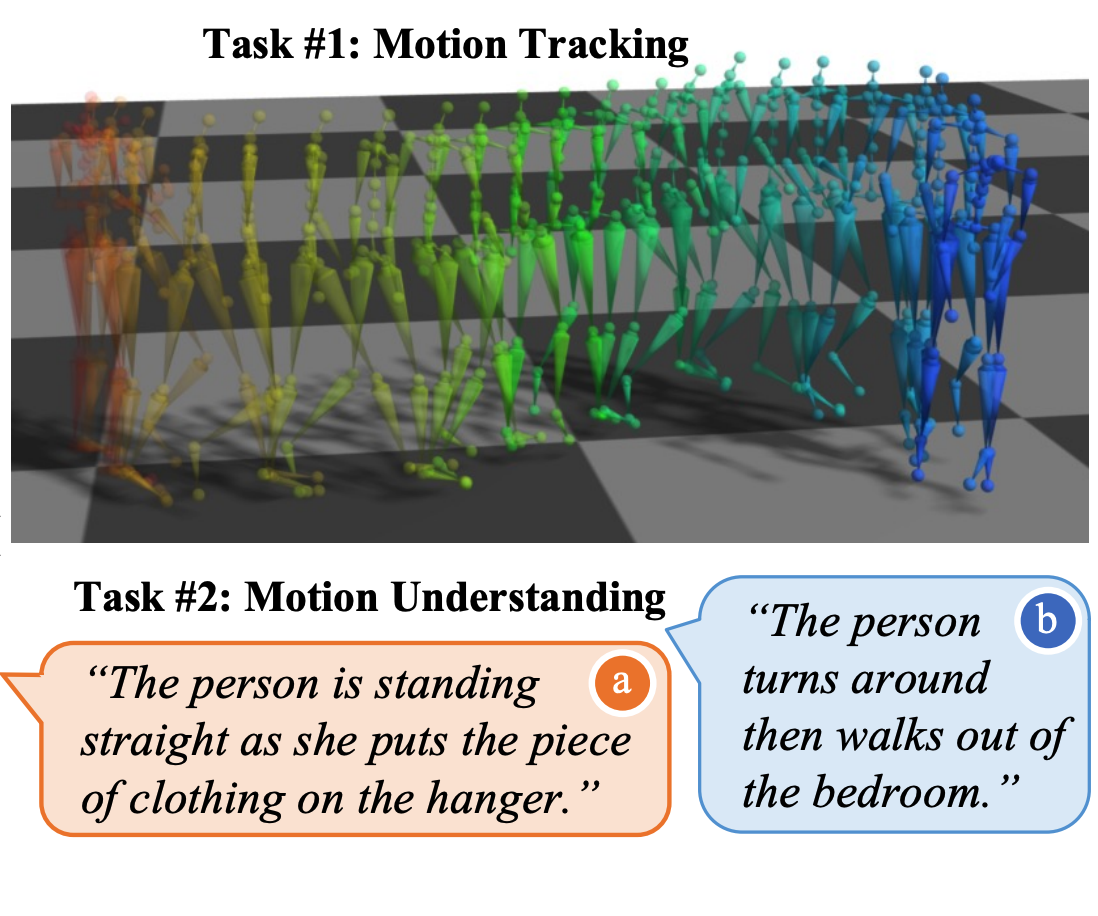 Task #1: Motion Tracking
Task #2: Motion Understanding
“The person is standing
straight as she puts the piece
of clothing on the hanger.”
a
“The person
turns around
then walks out of
the bedroom.”
b